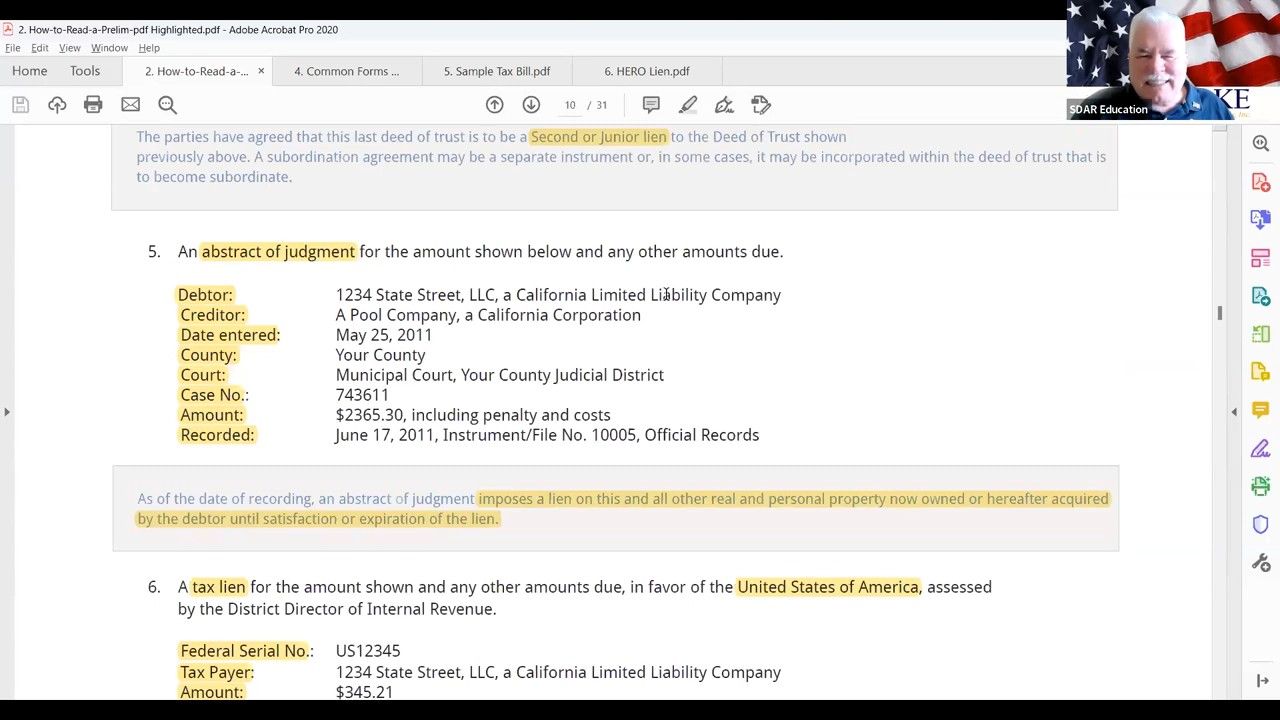 2. How-to-Read-a-Prelim-pdf Highlighted.pdf - Adobe Acrobat Pro 2020
File Edit View Window Help
Home Tools 2. How-to-Read-a-... × 4. Common Forms ... 5. Sample Tax Bill.pdf 6. HERO Lien.pdf
SDAR Education
KE
Inc.
10 / 31
The parties have agreed that this last deed of trust is to be a Second or Junior lien to the Deed of Trust shown
previously above. A subordination agreement may be a separate instrument or, in some cases, it may be incorporated within the deed of trust that is
to become subordinate.
5. An abstract of judgment for the amount shown below and any other amounts due.
Debtor: 1234 State Street, LLC, a California Limited Liability Company
Creditor: A Pool Company, a California Corporation
Date entered: May 25, 2011
County: Your County
Court: Municipal Court, Your County Judicial District
Case No.: 743611
Amount: $2365.30, including penalty and costs
Recorded: June 17, 2011, Instrument/File No. 10005, Official Records
As of the date of recording, an abstract of judgment imposes a lien on this and all other real and personal property now owned or hereafter acquired
by the debtor until satisfaction or expiration of the lien.
6. A tax lien for the amount shown and any other amounts due, in favor of the United States of America, assessed
by the District Director of Internal Revenue.
Federal Serial No.: US12345
Tax Payer: 1234 State Street, LLC, a California Limited Liability Company
Amount: $345.21